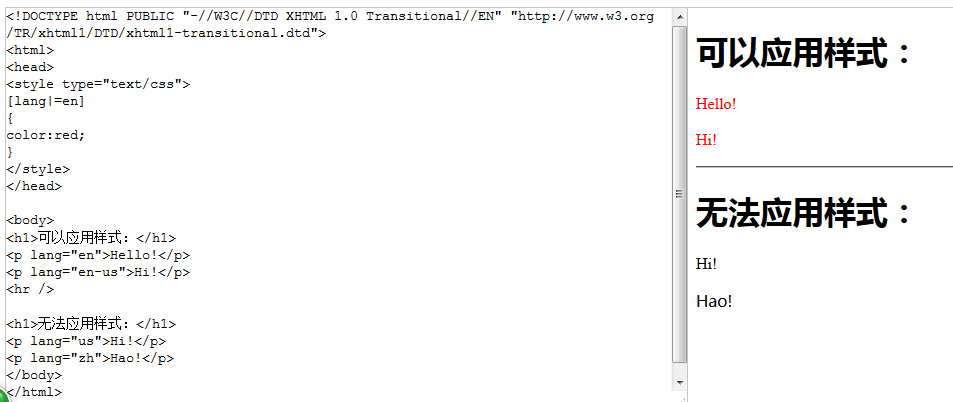 <!DOCTYPE html PUBLIC "-//W3C//DTD XHTML 1.0 Transitional//EN" "http://www.w3.org
/TR/xhtml1/DTD/xhtml1-transitional.dtd">
<html>
<head>
<style type="text/css">
[lang|=en]
{
color:red;
}
</style>
</head>
<body>
<h1>可以应用样式：</h1>
<p lang="en">Hello!</p>
<p lang="en-us">Hi!</p>
<hr />
<h1>无法应用样式：</h1>
<p lang="us">Hi!</p>
<p lang="zh">Hao!</p>
</body>
</html>
可以应用样式：
Hello!
Hi!
无法应用样式：
Hi!
Hao!